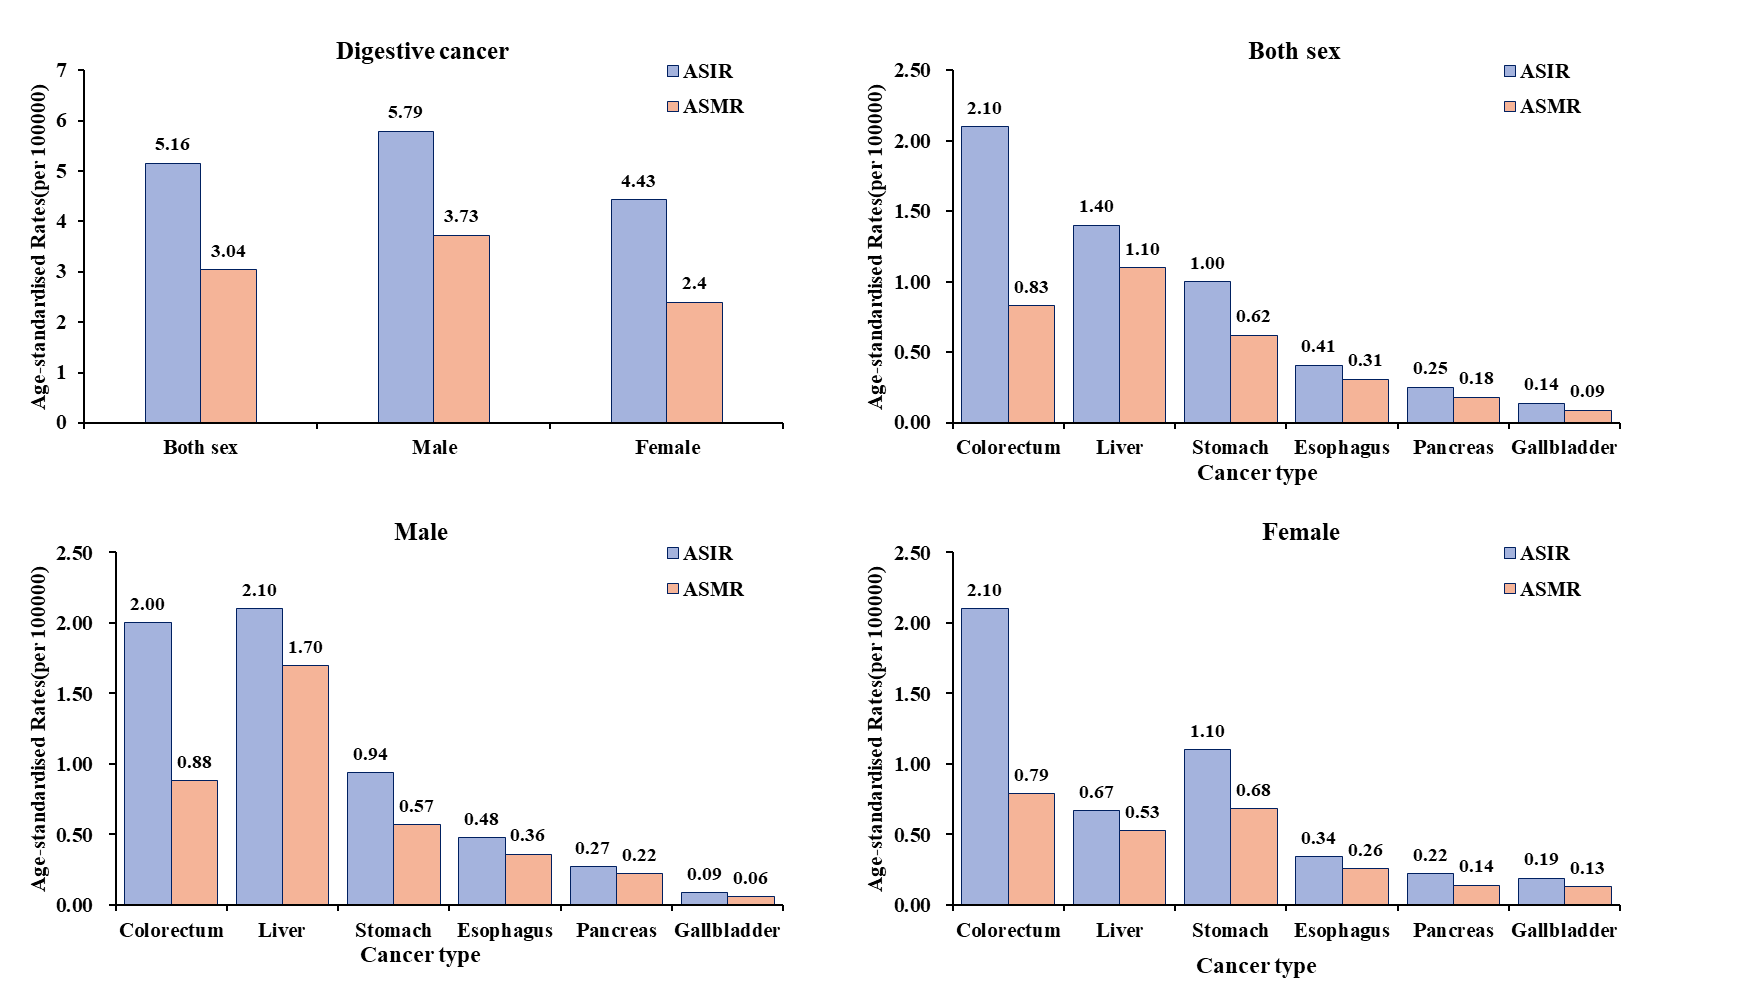 Digestive cancer
ASIR
ASMR
Age-standardised Rates(per 100000)
7
6
5
4
3
2
1
0
5.16
3.04
5.79
3.73
4.43
2.4
Both sex Male Female
Both sex
ASIR
ASMR
Age-standardised Rates(per 100000)
2.50
2.00
1.50
1.00
0.50
0.00
2.10
0.83
1.40
1.10
1.00
0.62
0.41
0.31
0.25
0.18
0.14
0.09
Colorectum Liver Stomach Esophagus Pancreas Gallbladder
Cancer type
Male
ASIR
ASMR
Age-standardised Rates(per 100000)
2.50
2.00
1.50
1.00
0.50
0.00
2.00
0.88
2.10
1.70
0.94
0.57
0.48
0.36
0.27
0.22
0.09
0.06
Colorectum Liver Stomach Esophagus Pancreas Gallbladder
Cancer type
Female
ASIR
ASMR
Age-standardised Rates(per 100000)
2.50
2.00
1.50
1.00
0.50
0.00
2.10
0.79
0.67
0.53
1.10
0.68
0.34
0.26
0.22
0.14
0.19
0.13
Colorectum Liver Stomach Esophagus Pancreas Gallbladder
Cancer type